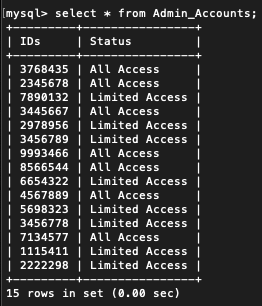 mysql> select * from Admin_Accounts;
+---------+----------------+
| IDs     | Status         |
+---------+----------------+
| 3768435 | All Access     |
| 2345678 | All Access     |
| 7890132 | Limited Access |
| 3445667 | All Access     |
| 2978956 | Limited Access |
| 3456789 | Limited Access |
| 9993466 | All Access     |
| 8566544 | All Access     |
| 6654322 | Limited Access |
| 4567889 | All Access     |
| 5698323 | Limited Access |
| 3456778 | Limited Access |
| 7134577 | All Access     |
| 1115411 | Limited Access |
| 2222298 | Limited Access |
+---------+----------------+
15 rows in set (0.00 sec)